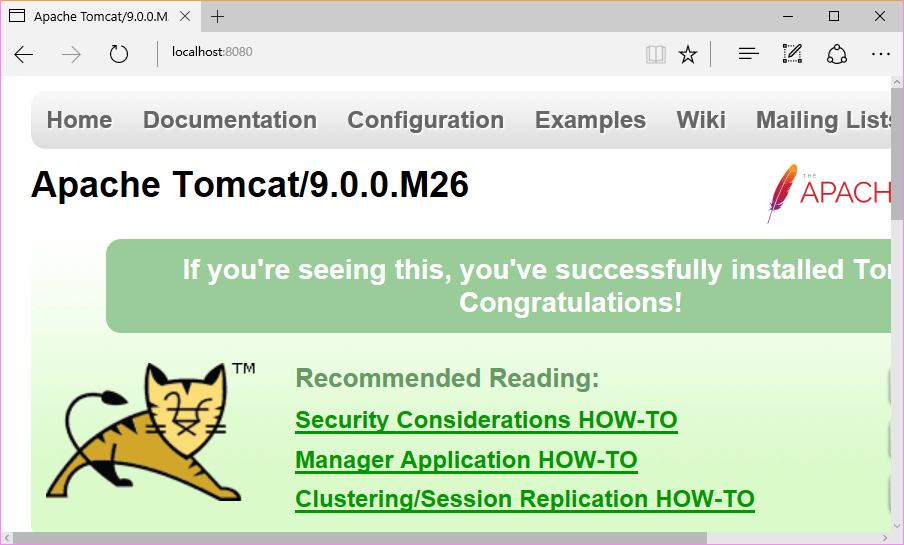 Apache Tomcat/9.0.0.M
localhost:8080
Home Documentation Configuration Examples Wiki Mailing Lists
Apache Tomcat/9.0.0.M26
THE
APACH
If you're seeing this, you've successfully installed To
Congratulations!
TM
Recommended Reading:
Security Considerations HOW-TO
Manager Application HOW-TO
Clustering/Session Replication HOW-TO